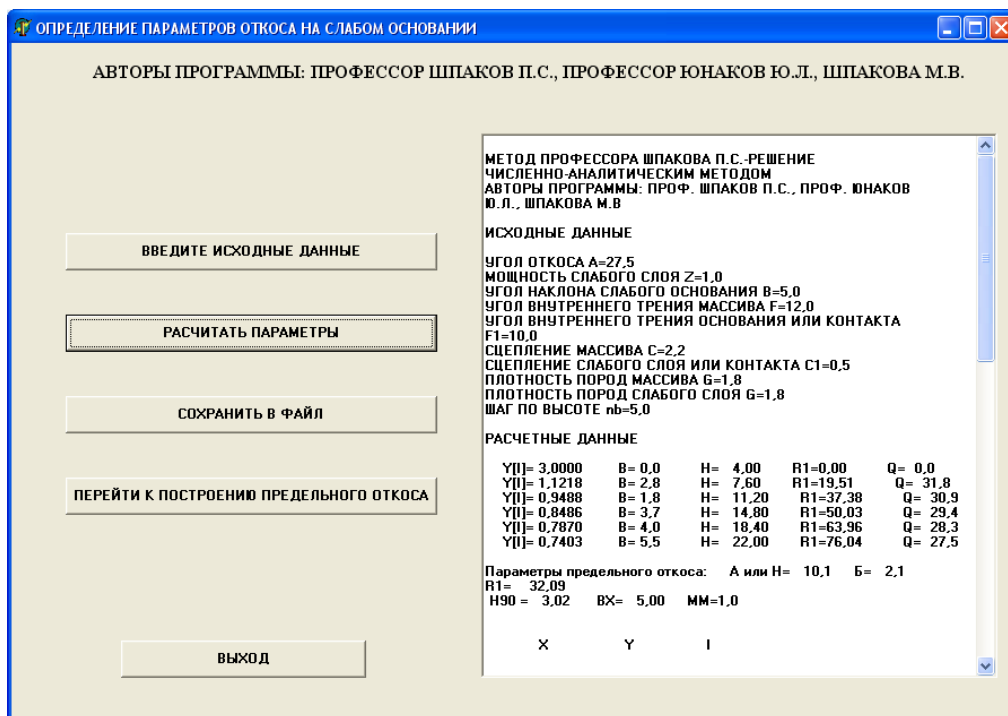 ОПРЕДЕЛЕНИЕ ПАРАМЕТРОВ ОТКОСА НА СЛАБОМ ОСНОВАНИИ
АВТОРЫ ПРОГРАММЫ: ПРОФЕССОР ШПАКОВ П.С., ПРОФЕССОР ЮНАКОВ Ю.Л., ШПАКОВА М.В.
ВВЕДИТЕ ИСХОДНЫЕ ДАННЫЕ
РАСЧИТАТЬ ПАРАМЕТРЫ
СОХРАНИТЬ В ФАЙЛ
ПЕРЕЙТИ К ПОСТРОЕНИЮ ПРЕДЕЛЬНОГО ОТКОСА
ВЫХОД
МЕТОД ПРОФЕССОРА ШПАКОВА П.С.-РЕШЕНИЕ
ЧИСЛЕННО-АНАЛИТИЧЕСКИМ МЕТОДОМ
АВТОРЫ ПРОГРАММЫ: ПРОФ. ШПАКОВ П.С., ПРОФ. ЮНАКОВ
Ю.Л., ШПАКОВА М.В
ИСХОДНЫЕ ДАННЫЕ
УГОЛ ОТКОСА A=27,5
МОЩНОСТЬ СЛАБОГО СЛОЯ Z=1,0
УГОЛ НАКЛОНА СЛАБОГО ОСНОВАНИЯ B=5,0
УГОЛ ВНУТРЕННЕГО ТРЕНИЯ МАССИВА F=12,0
УГОЛ ВНУТРЕННЕГО ТРЕНИЯ ОСНОВАНИЯ ИЛИ КОНТАКТА
F1=10,0
СЦЕПЛЕНИЕ МАССИВА C=2,2
СЦЕПЛЕНИЕ СЛАБОГО СЛОЯ ИЛИ КОНТАКТА C1=0,5
ПЛОТНОСТЬ ПОРОД МАССИВА G=1,8
ПЛОТНОСТЬ ПОРОД СЛАБОГО СЛОЯ G=1,8
ШАГ ПО ВЫСОТЕ nb=5,0
РАСЧЕТНЫЕ ДАННЫЕ
Y[I]= 3,0000 B= 0,0 H= 4,00 R1=0,00 Q= 0,0
Y[I]= 1,1218 B= 2,8 H= 7,60 R1=19,51 Q= 31,8
Y[I]= 0,9488 B= 1,8 H= 11,20 R1=37,38 Q= 30,9
Y[I]= 0,8486 B= 3,7 H= 14,80 R1=50,03 Q= 29,4
Y[I]= 0,7870 B= 4,0 H= 18,40 R1=63,96 Q= 28,3
Y[I]= 0,7403 B= 5,5 H= 22,00 R1=76,04 Q= 27,5
Параметры предельного откоса: А или Н= 10,1 Б= 2,1
R1= 32,09
H90 = 3,02 BX= 5,00 MM=1,0
X Y I